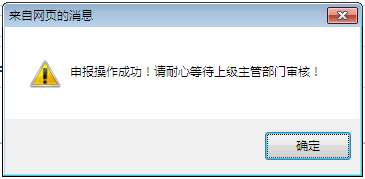 来自网页的消息
申报操作成功！请耐心等待上级主管部门审核！
确定